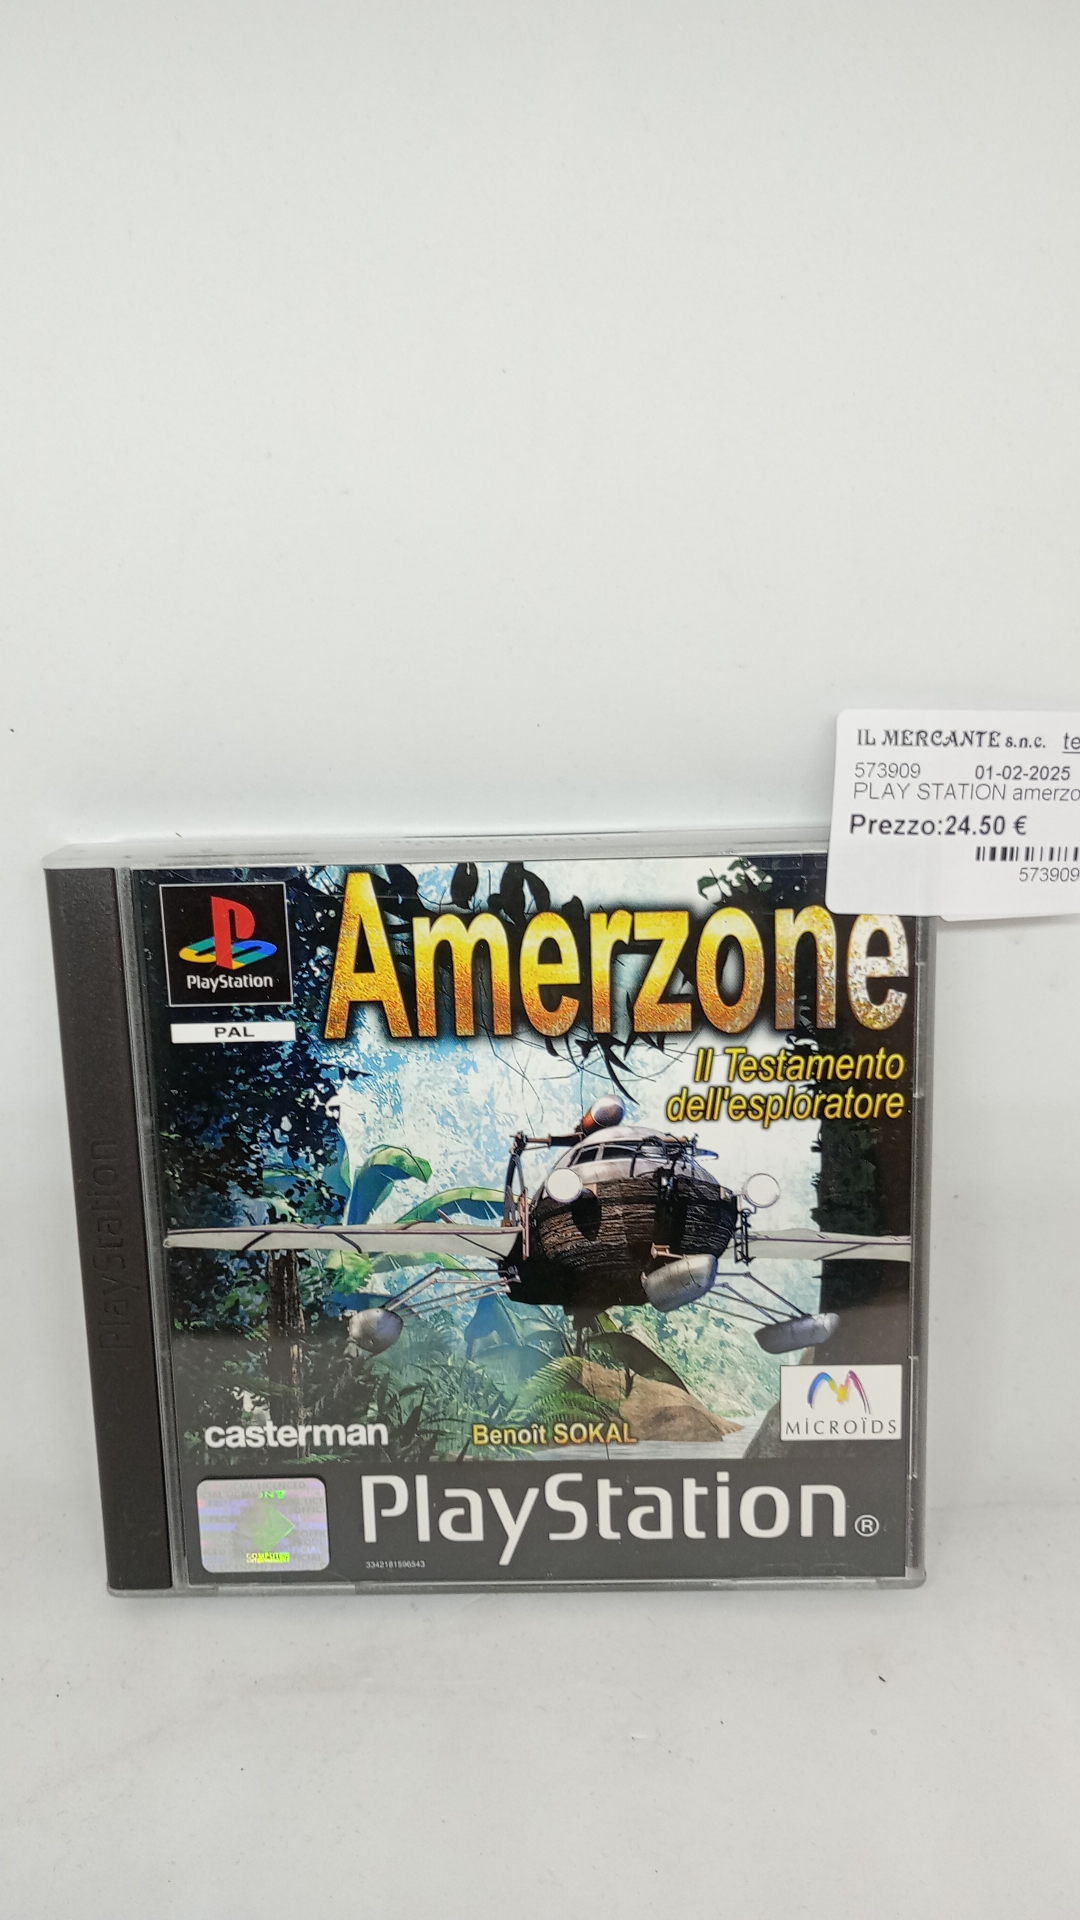 IL MERCANTE s.n.c. te
573909 01-02-2025
PLAY STATION amerzo
Prezzo:24.50 €
573909
PlayStation
PAL
Amerzone
Il Testamento
dell'esploratore
PlayStation
casterman
Benoît SOKAL
MiCROÏDS
PlayStation®
3342181596543